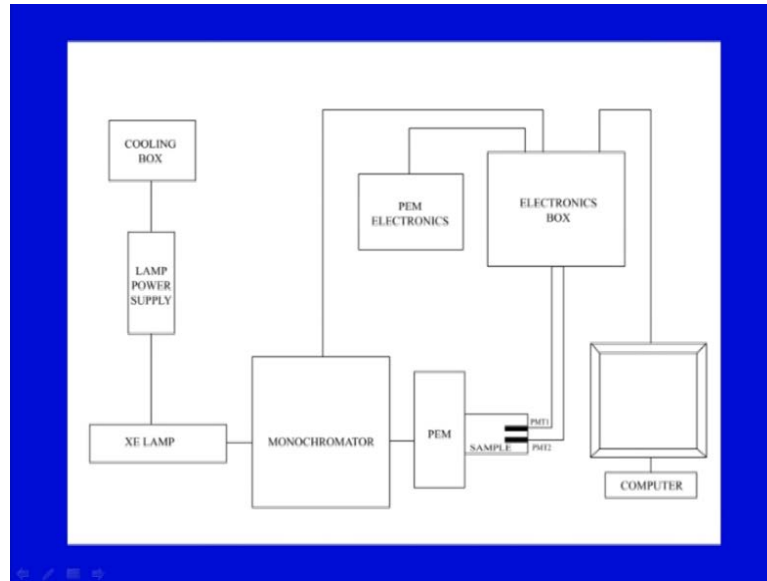 COOLING
BOX
PEM
ELECTRONICS
ELECTRONICS
BOX
LAMP
POWER
SUPPLY
XE LAMP
MONOCHROMATOR
PEM
SAMPLE
PMT1
PMT2
COMPUTER